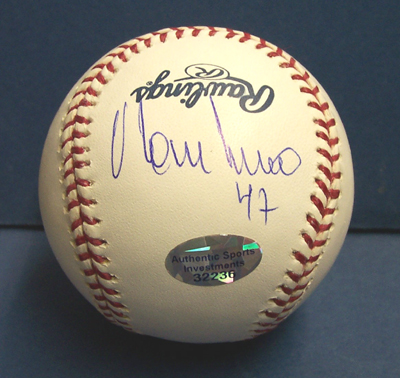 Rawlings
R
47
Authentic Sports
Investments
32236